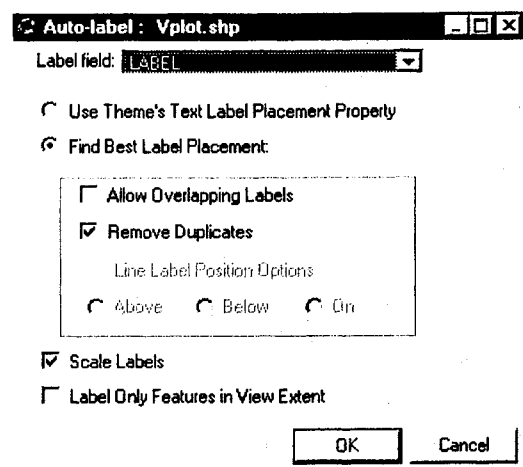 Auto-label : Vplot.shp
Label field: LABEL
Use Theme's Text Label Placement Property
Find Best Label Placement:
Allow Overlapping Labels
Remove Duplicates
Line Label Position Options
Above Below On
Scale Labels
Label Only Features in View Extent
OK Cancel